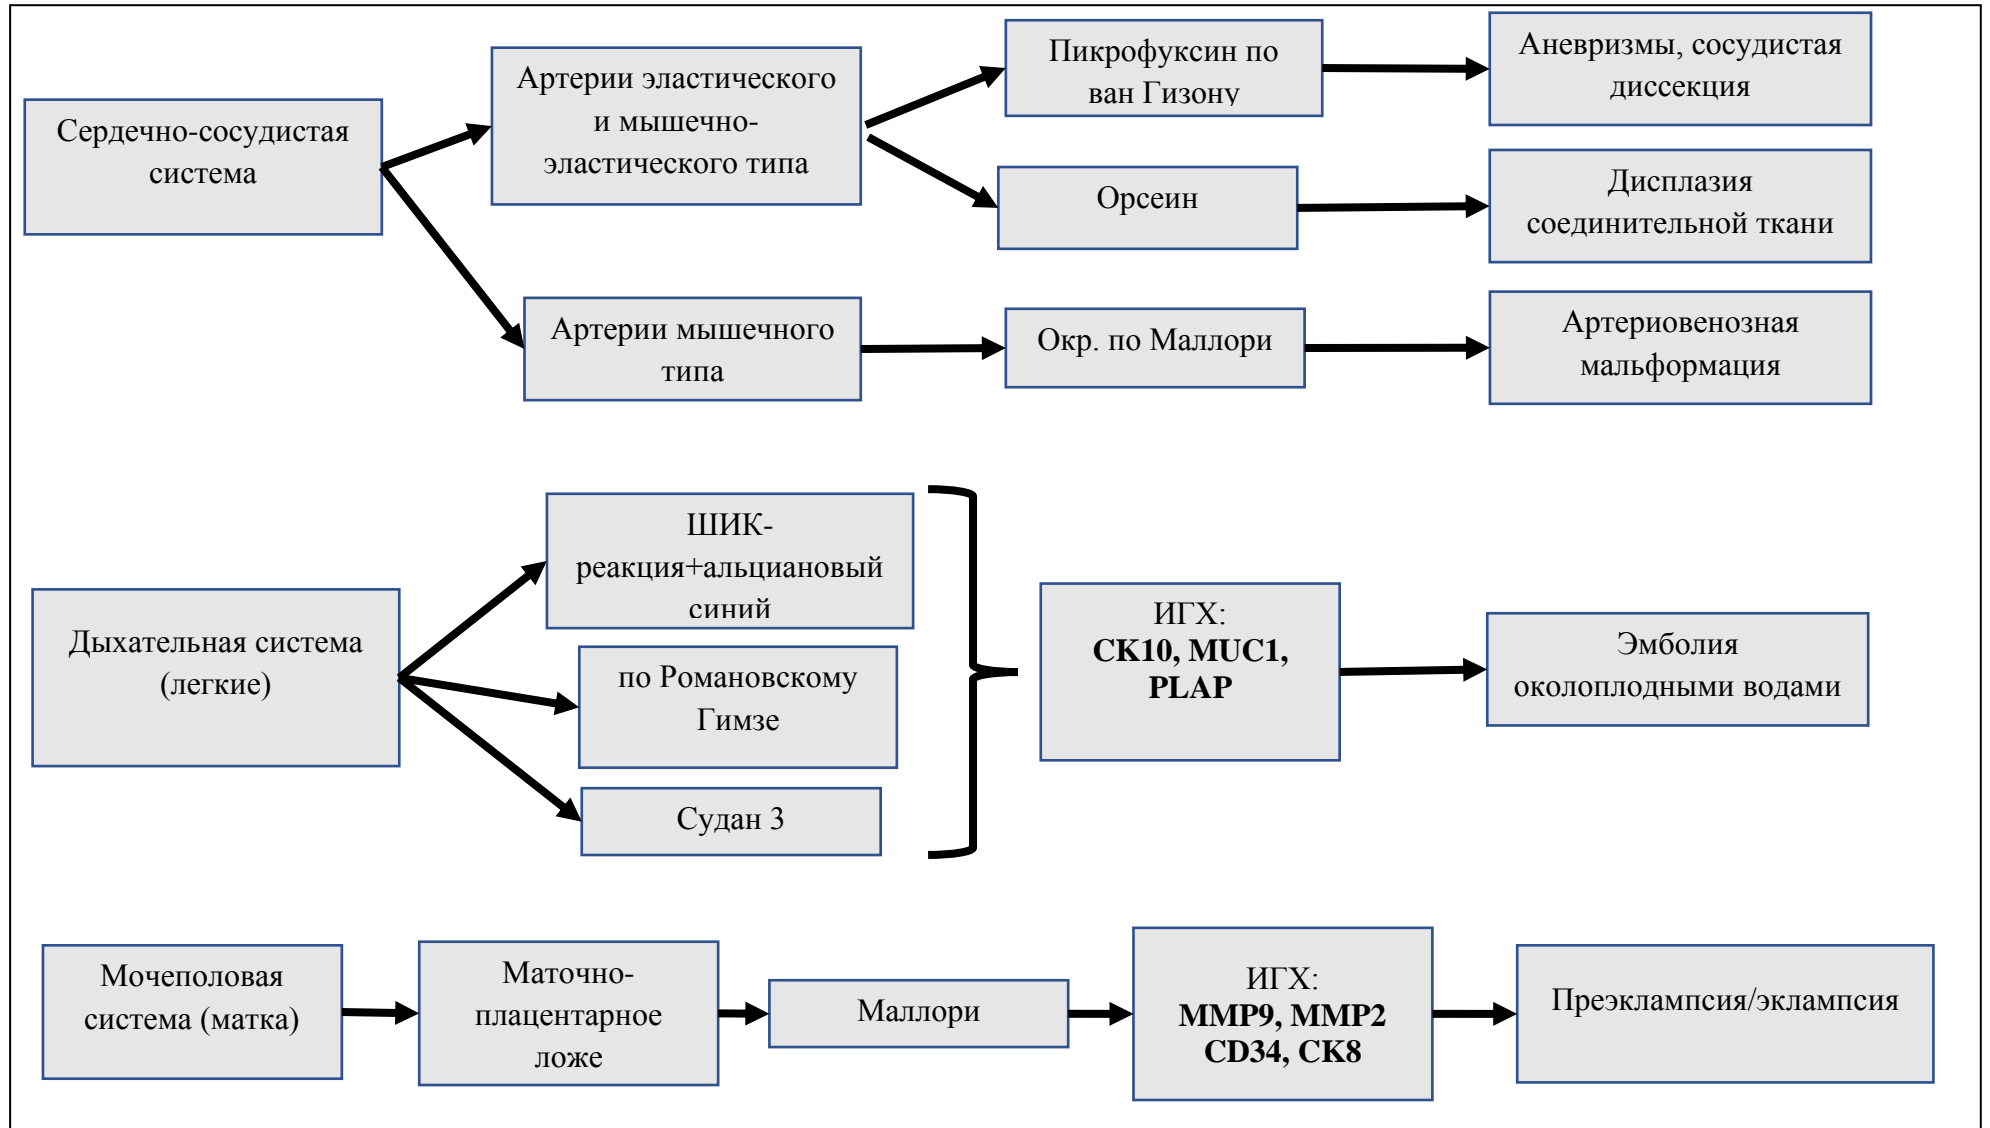 Сердечно-сосудистая
система
Артерии эластического
и мышечно-
эластического типа
Пикрофуксин по
ван Гизону
Аневризмы, сосудистая
диссекция
Орсеин
Дисплазия
соединительной ткани
Артерии мышечного
типа
Окр. по Маллори
Артериовенозная
мальформация
Дыхательная система
(легкие)
ШИК-
реакция+альциановый
синий
по Романовскому
Гимзе
Судан 3
ИГХ:
CK10, MUC1,
PLAP
Эмболия
околоплодными водами
Мочеполовая
система (матка)
Маточно-
плацентарное
ложе
Маллори
ИГХ:
MMP9, MMP2
CD34, CK8
Преэклампсия/эклампсия